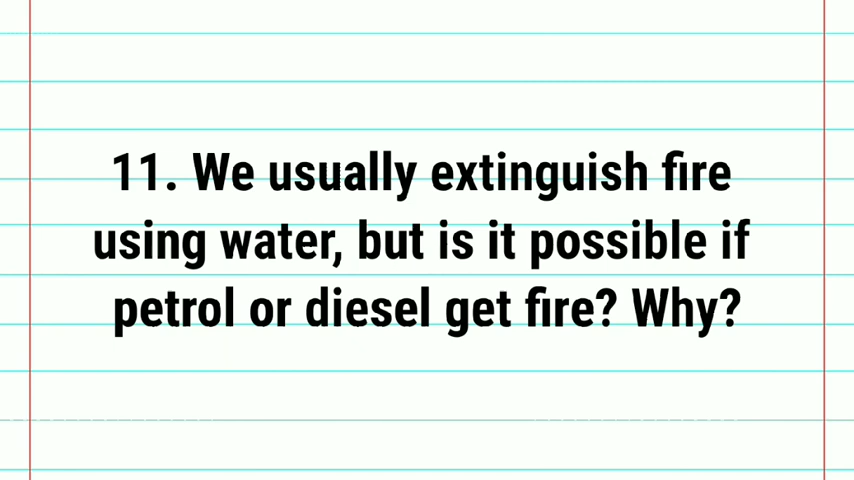 11. We usually extinguish fire
using water, but is it possible if
petrol or diesel get fire? Why?